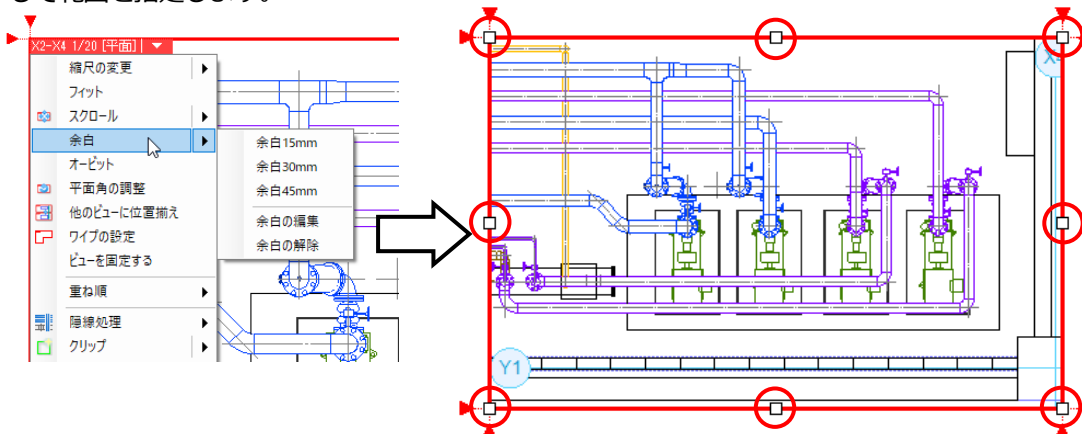 して範囲を指定します。
X2-X4 1/20 [平面]
縮尺の変更
フィット
スクロール
余白
オービット
平面角の調整
他のビューに位置揃え
ワイプの設定
ビューを固定する
重ね順
隠線処理
クリップ
余白15mm
余白30mm
余白45mm
余白の編集
余白の解除
Y1